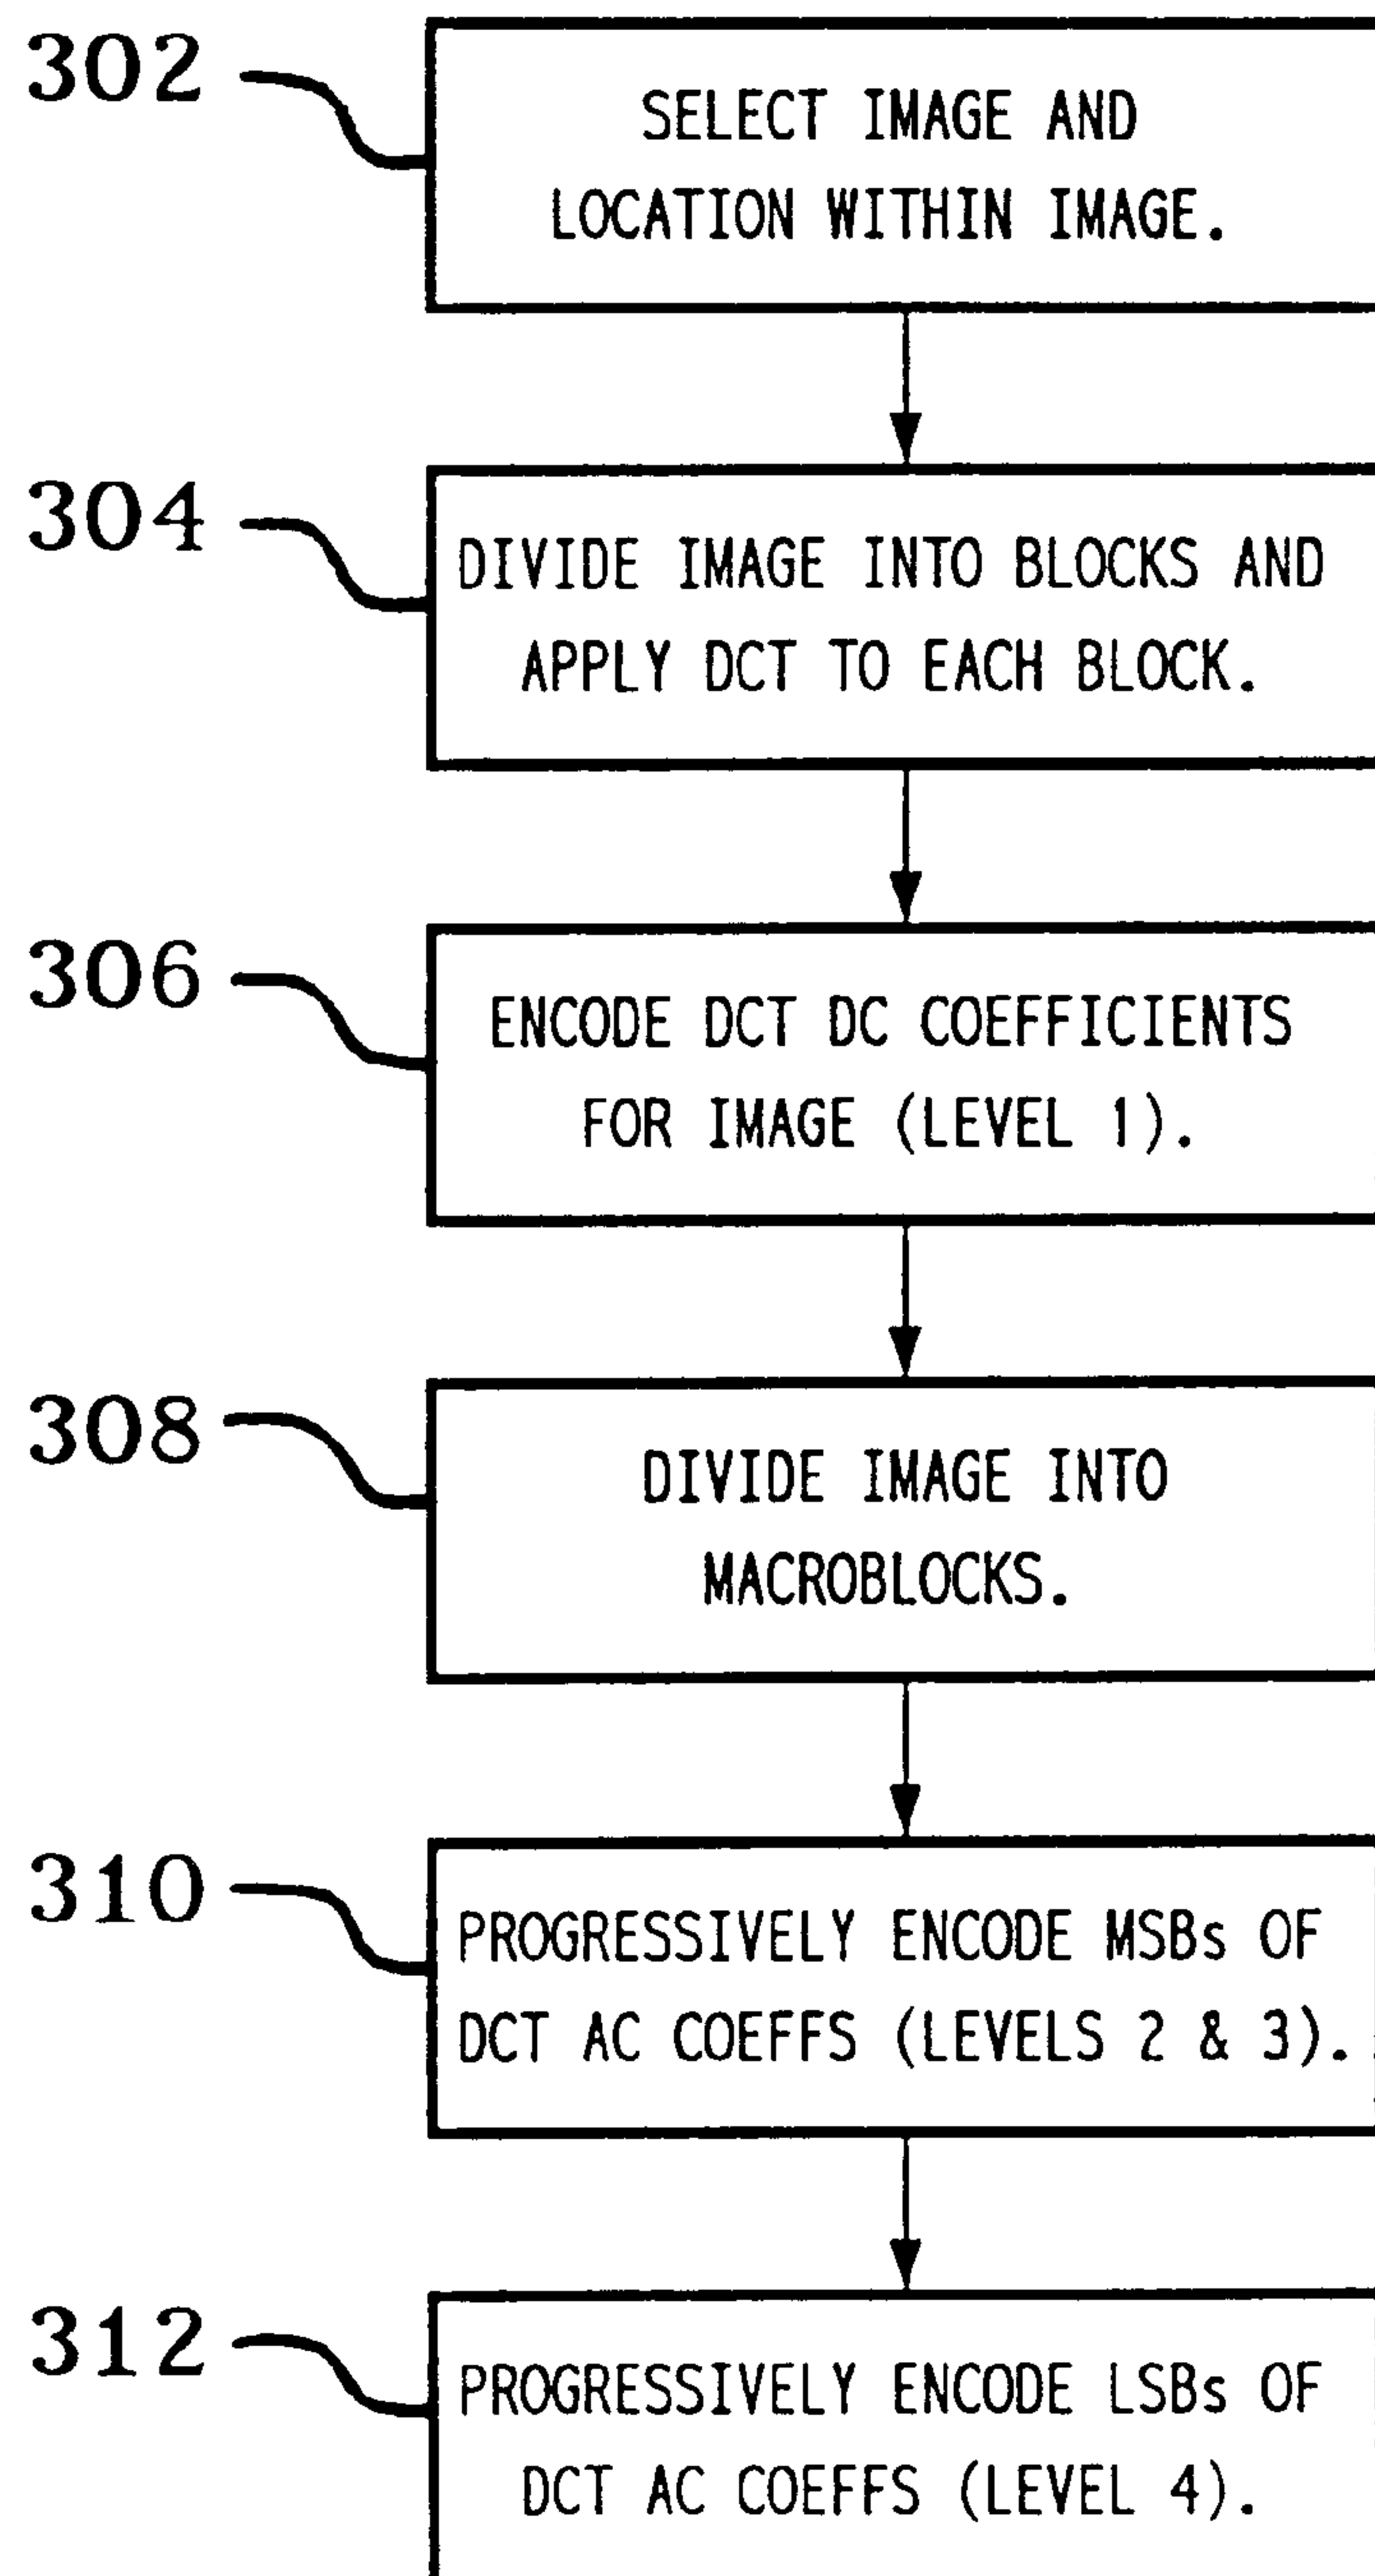 302
SELECT IMAGE AND
LOCATION WITHIN IMAGE.
304
DIVIDE IMAGE INTO BLOCKS AND
APPLY DCT TO EACH BLOCK.
306
ENCODE DCT DC COEFFICIENTS
FOR IMAGE (LEVEL 1).
308
DIVIDE IMAGE INTO
MACROBLOCKS.
310
PROGRESSIVELY ENCODE MSBs OF
DCT AC COEFFS (LEVELS 2 & 3).
312
PROGRESSIVELY ENCODE LSBs OF
DCT AC COEFFS (LEVEL 4).